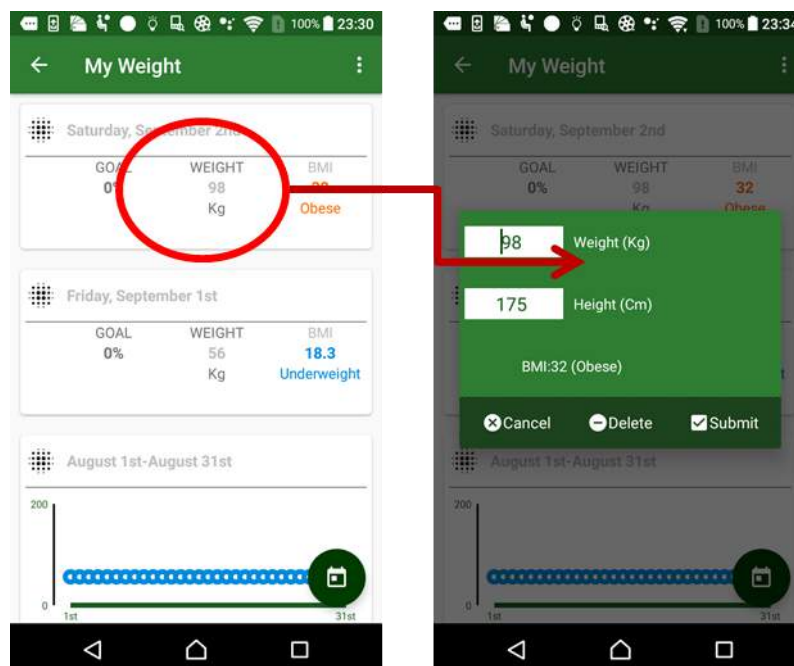 100% 23:30
My Weight
Saturday, September 2nd
GOAL WEIGHT BMI
0% 98
Kg Obese
Friday, September 1st
GOAL WEIGHT BMI
0% 56 18.3
Kg Underweight
August 1st-August 31st
200
0
1st 31st
100% 23:34
My Weight
Saturday, September 2nd
GOAL WEIGHT BMI
0% 98 32
Kg Obese
98 Weight (Kg)
175 Height (Cm)
BMI:32 (Obese)
Cancel Delete Submit
August 1st-August 31st
200
0
1st 31st